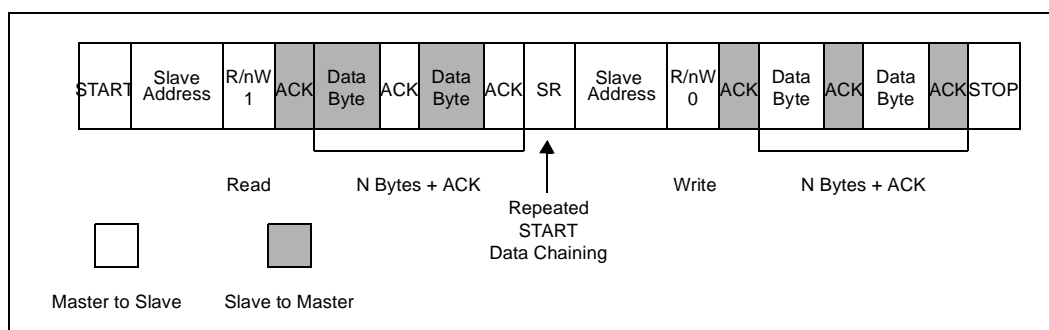 START Slave Address R/nW 1 ACK Data Byte ACK Data Byte ACK SR Slave Address R/nW 0 ACK Data Byte ACK Data Byte ACK STOP
Read N Bytes + ACK Write N Bytes + ACK
Repeated
START
Data Chaining
Master to Slave Slave to Master